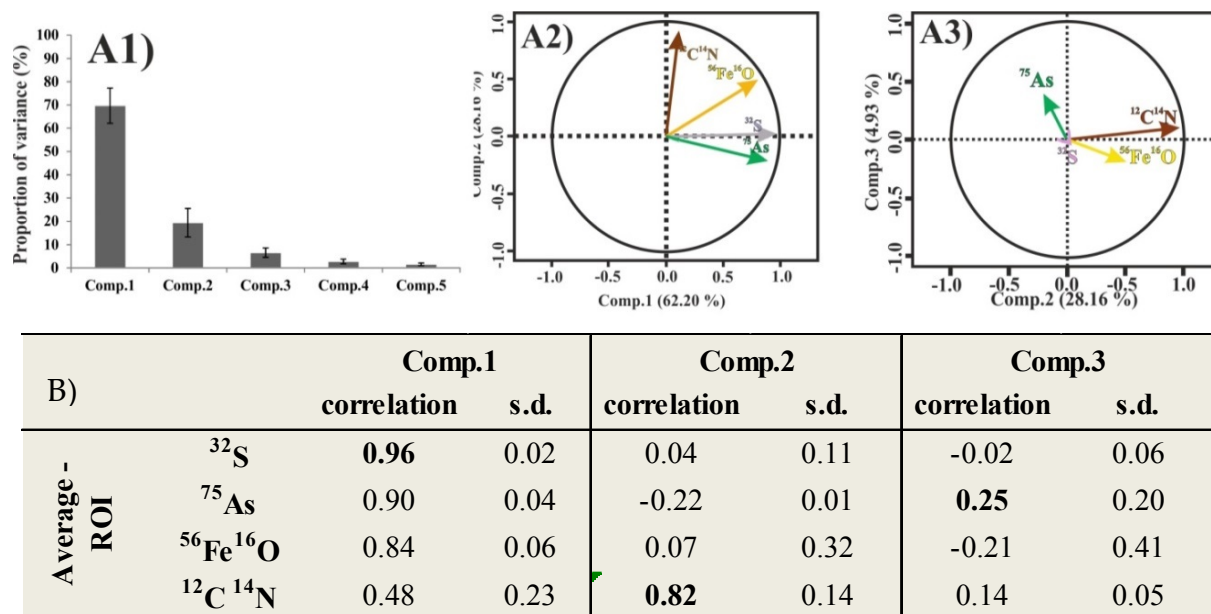 A1)
Proportion of variance (%)
100
90
80
70
60
50
40
30
20
10
0
Comp.1 Comp.2 Comp.3 Comp.4 Comp.5
A2)
Comp.2 (28.16 %)
1.0
0.5
0.0
-0.5
-1.0
C¹⁴N
⁵⁶Fe¹⁶O
³²S
⁷⁵As
-1.0 -0.5 0.0 0.5 1.0
Comp.1 (62.20 %)
A3)
Comp.3 (4.93 %)
1.0
0.5
0.0
-0.5
-1.0
⁷⁵As
¹²C¹⁴N
³²S
⁵⁶Fe¹⁶O
-1.0 -0.5 0.0 0.5 1.0
Comp.2 (28.16 %)
B) Comp.1 Comp.2 Comp.3
correlation s.d. correlation s.d. correlation s.d.
Average - ROI
³²S 0.96 0.02 0.04 0.11 -0.02 0.06
⁷⁵As 0.90 0.04 -0.22 0.01 0.25 0.20
⁵⁶Fe¹⁶O 0.84 0.06 0.07 0.32 -0.21 0.41
¹²C ¹⁴N 0.48 0.23 0.82 0.14 0.14 0.05